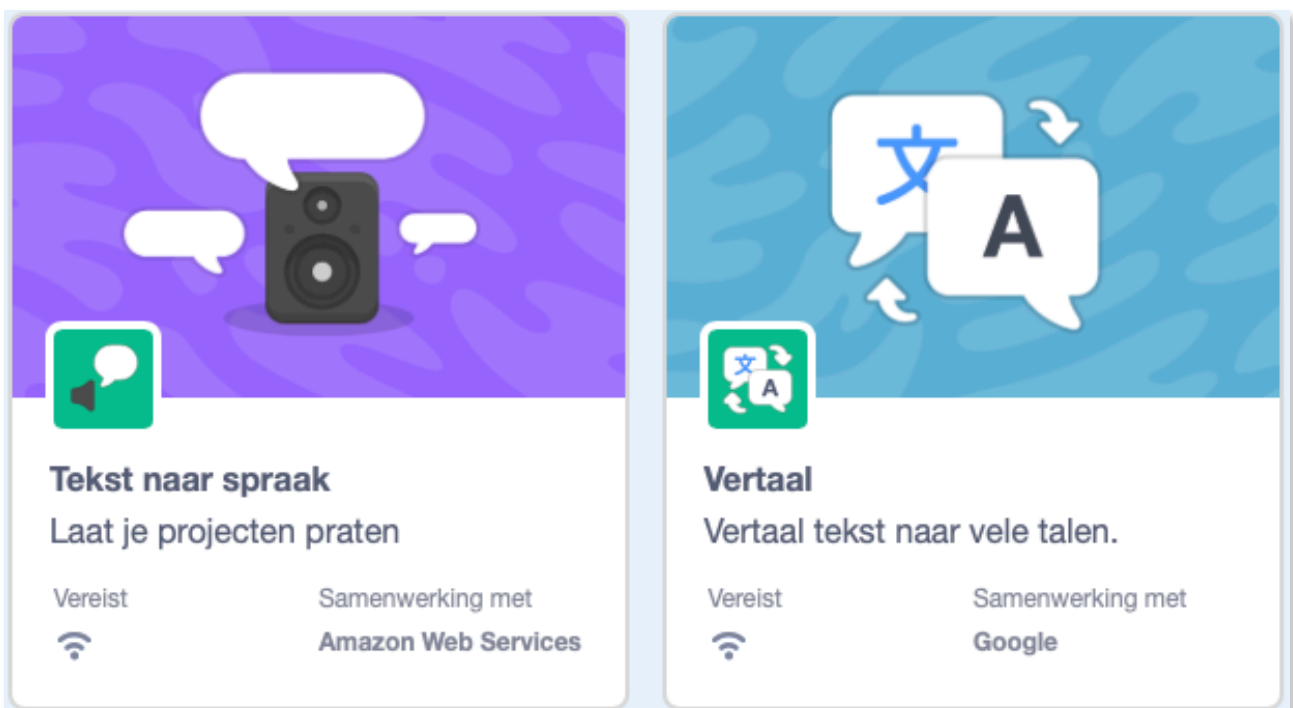 文
A
文
A
Tekst naar spraak
Laat je projecten praten
Vereist
Samenwerking met
Amazon Web Services
Vertaal
Vertaal tekst naar vele talen.
Vereist
Samenwerking met
Google